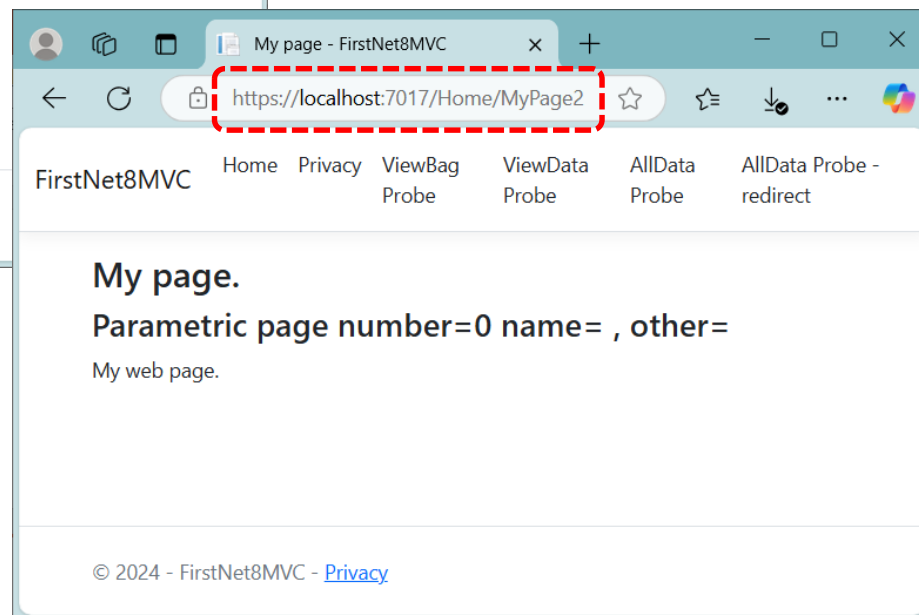 My page - FirstNet8MVC
https://localhost:7017/Home/MyPage2
FirstNet8MVC
Home Privacy ViewBag Probe ViewData Probe AllData Probe AllData Probe - redirect
My page.
Parametric page number=0 name= , other=
My web page.
© 2024 - FirstNet8MVC - Privacy